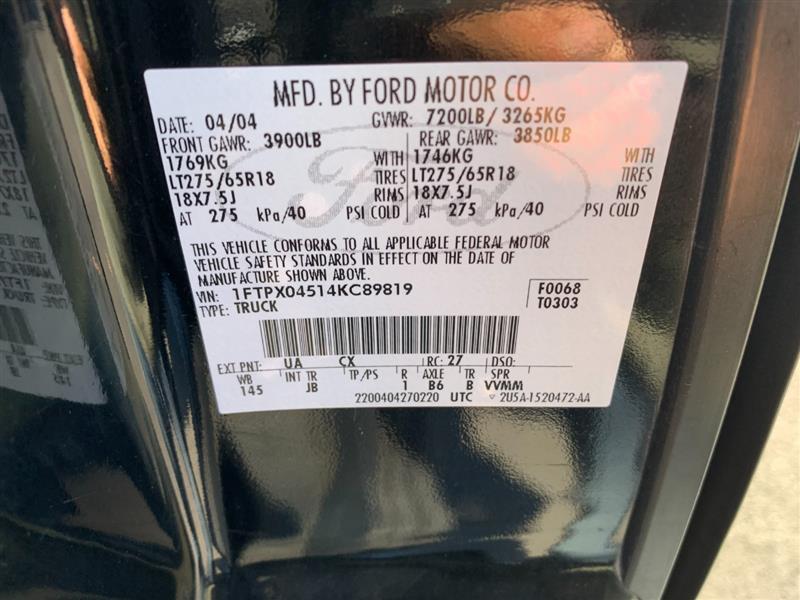 MFD. BY FORD MOTOR CO.
DATE: 04/04 GVWR: 7200LB/ 3265KG
FRONT GAWR: 3900LB REAR GAWR: 3850LB
1769KG WITH 1746KG WITH
LT275/65R18 TIRES LT275/65R18 TIRES
18X7.5J RIMS 18X7.5J RIMS
AT 275 kPa/40 PSI COLD AT 275 kPa/40 PSI COLD
Ford
THIS VEHICLE CONFORMS TO ALL APPLICABLE FEDERAL MOTOR
VEHICLE SAFETY STANDARDS IN EFFECT ON THE DATE OF
MANUFACTURE SHOWN ABOVE.
VIN: 1FTPX04514KC89819 F0068
TYPE: TRUCK T0303
EXT PNT: UA CX RC: 27 DSO:
WB INT TR TP/PS R AXLE TR SPR
145 JB 1 B6 B VVMM
2200404270220 UTC 2U5A-1520472-AA